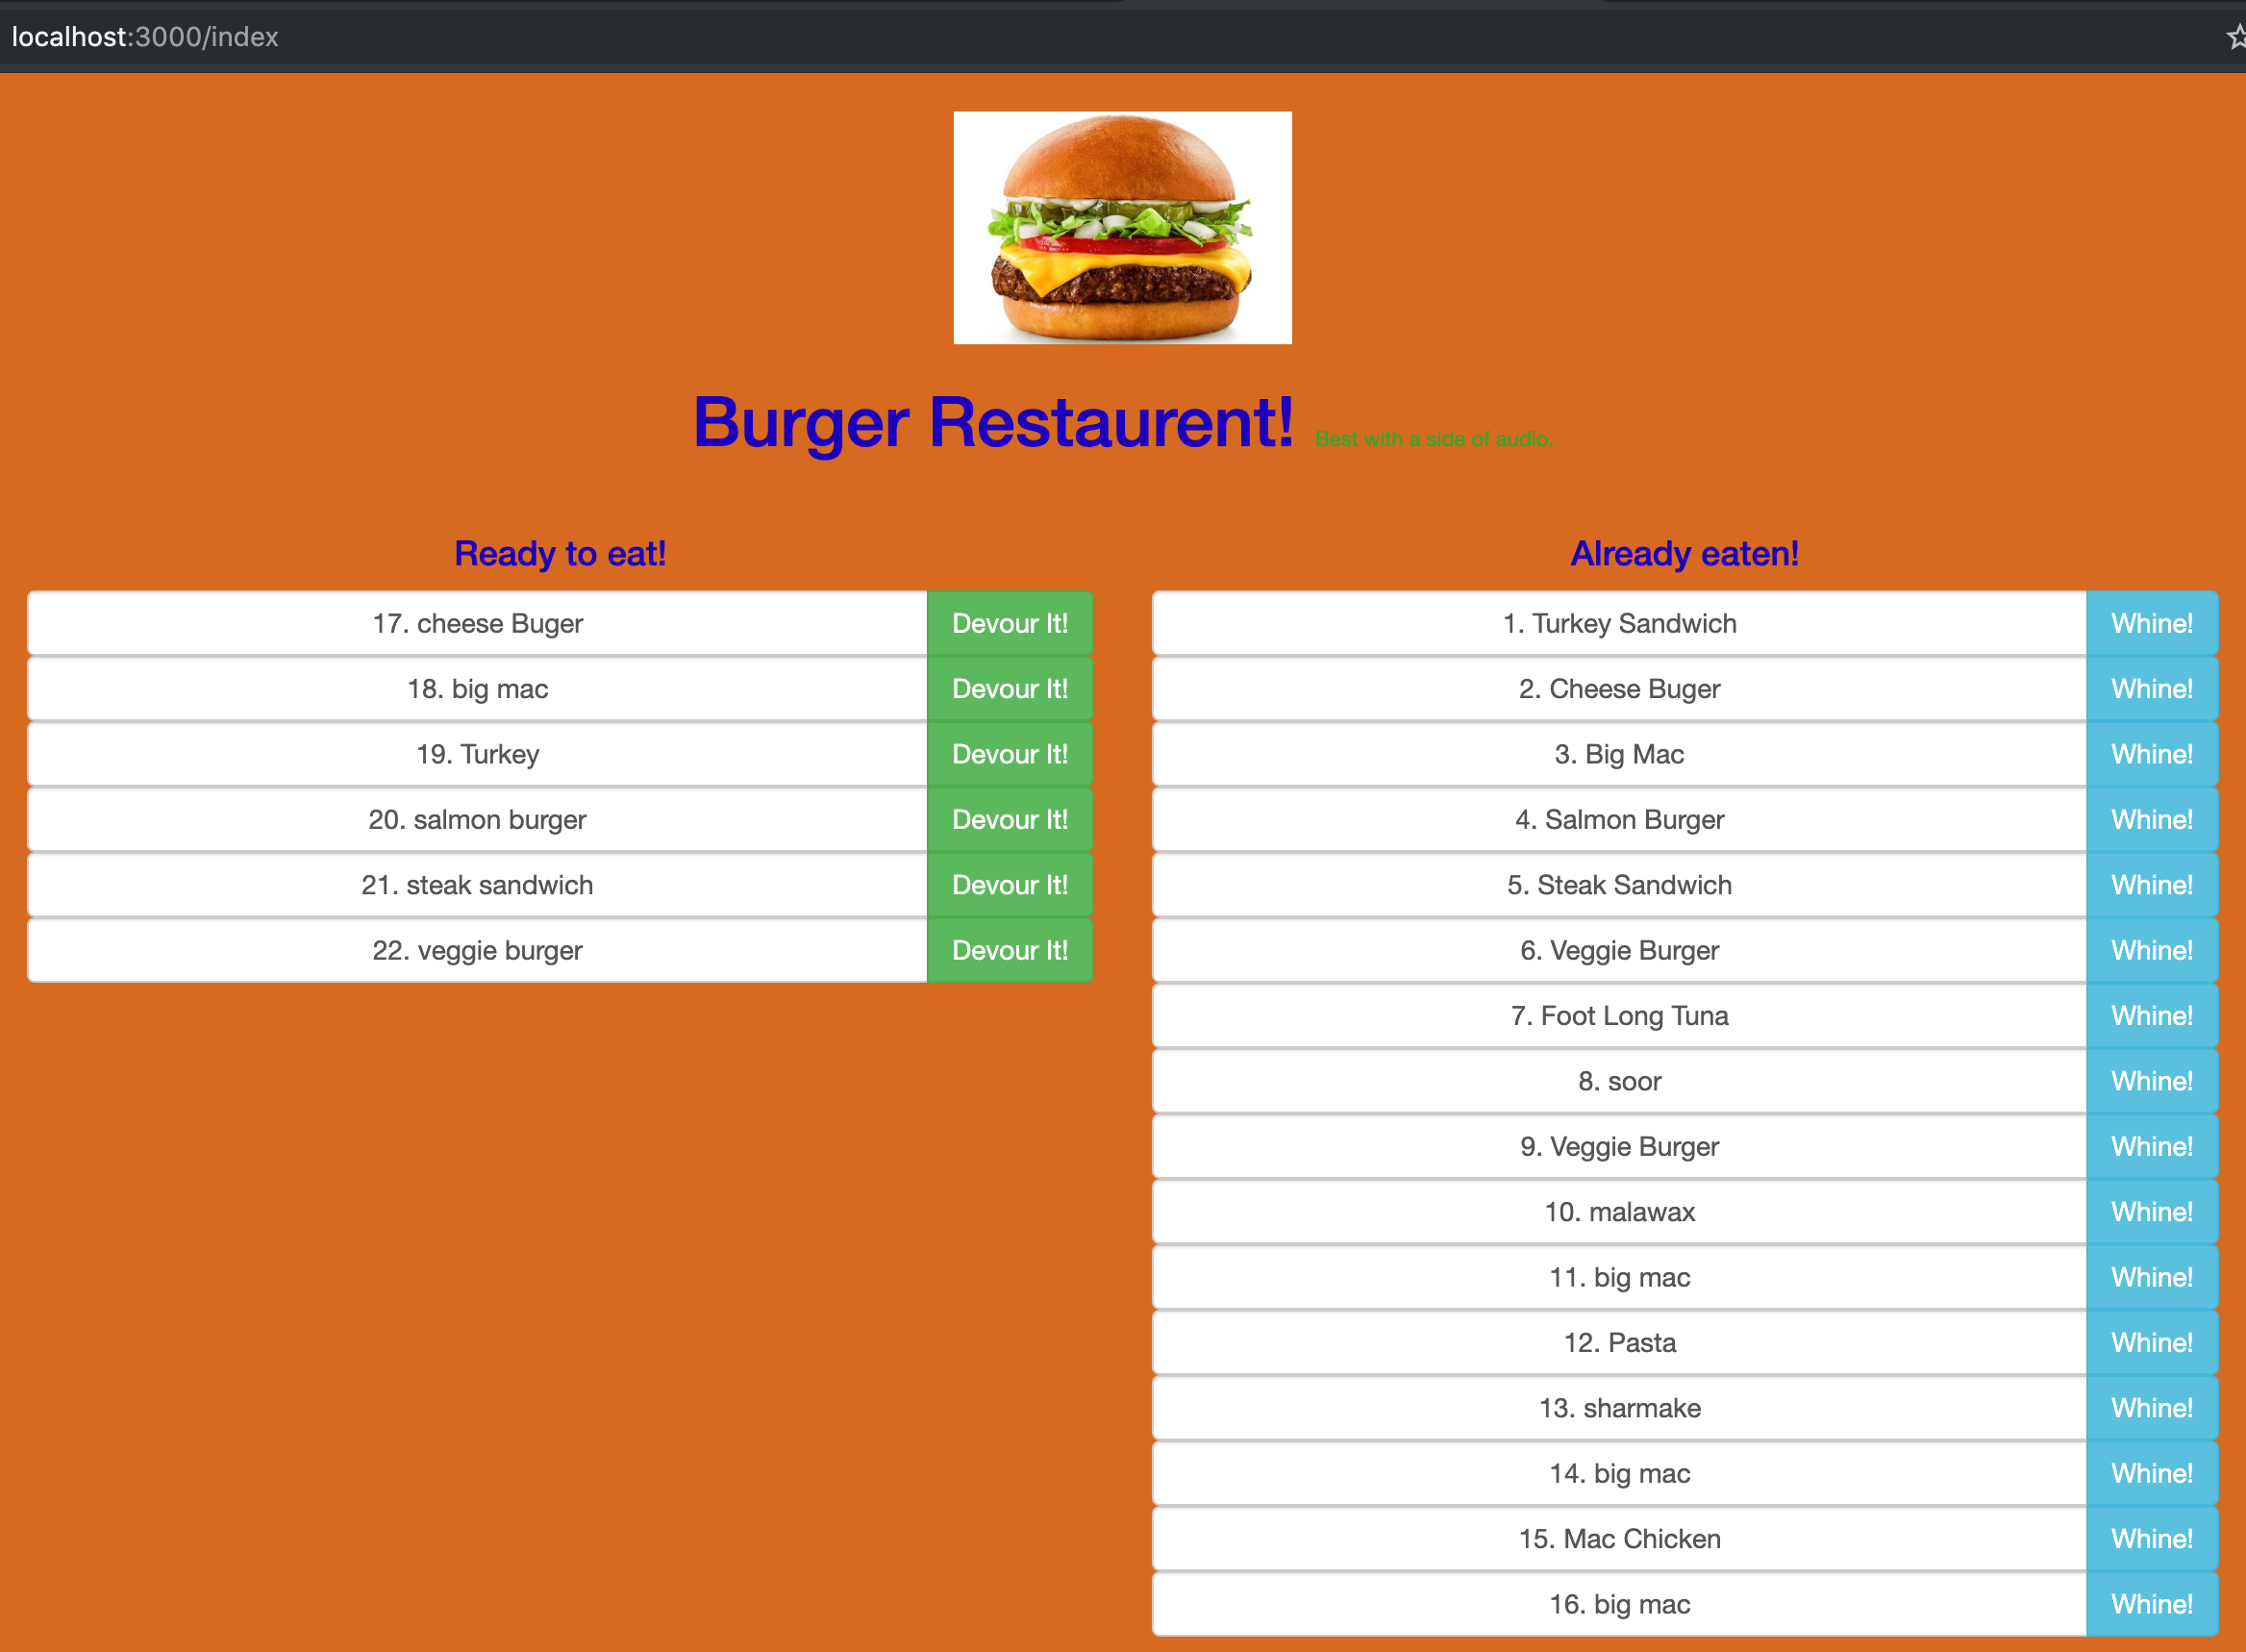 localhost:3000/index
Burger Restaurent! Best with a side of audio.
Ready to eat!
17. cheese Buger Devour It!
18. big mac Devour It!
19. Turkey Devour It!
20. salmon burger Devour It!
21. steak sandwich Devour It!
22. veggie burger Devour It!
Already eaten!
1. Turkey Sandwich Whine!
2. Cheese Buger Whine!
3. Big Mac Whine!
4. Salmon Burger Whine!
5. Steak Sandwich Whine!
6. Veggie Burger Whine!
7. Foot Long Tuna Whine!
8. soor Whine!
9. Veggie Burger Whine!
10. malawax Whine!
11. big mac Whine!
12. Pasta Whine!
13. sharmake Whine!
14. big mac Whine!
15. Mac Chicken Whine!
16. big mac Whine!